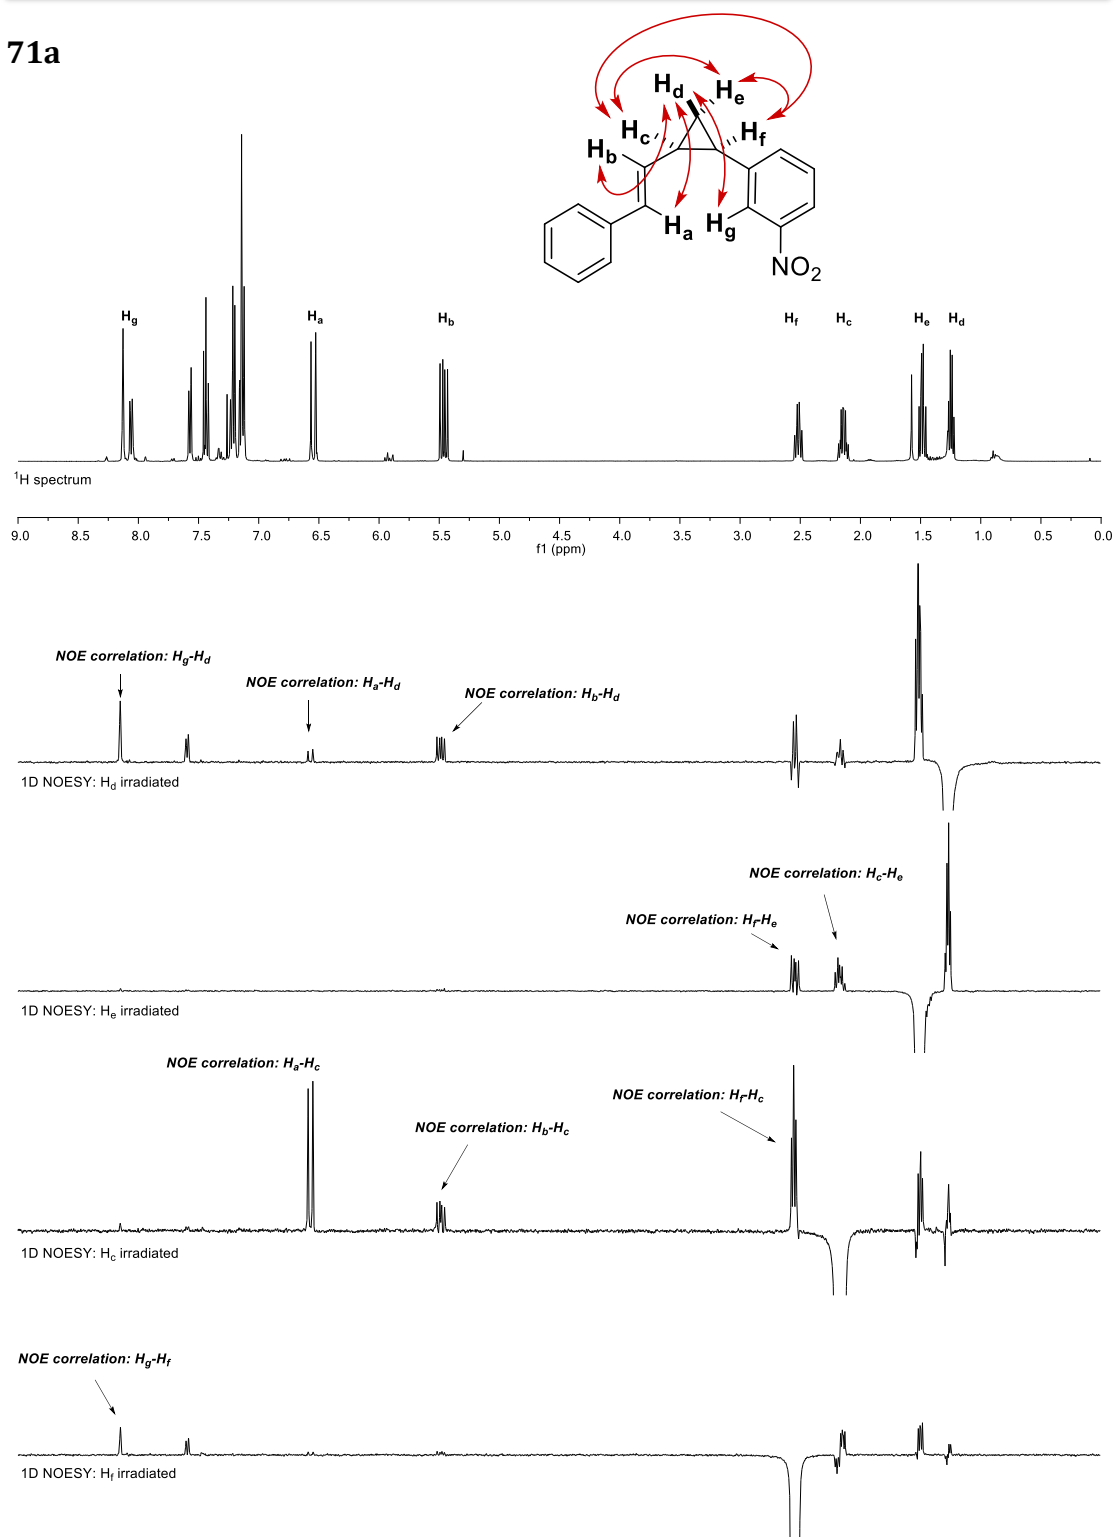 71a
Hd
He
Hc
Hf
Hb
Ha
Hg
NO2
Hg
Ha
Hb
Hf
Hc
He
Hd
1H spectrum
9.0 8.5 8.0 7.5 7.0 6.5 6.0 5.5 5.0 4.5 4.0 3.5 3.0 2.5 2.0 1.5 1.0 0.5 0.0
f1 (ppm)
NOE correlation: Hg-Hd
NOE correlation: Ha-Hd
NOE correlation: Hb-Hd
1D NOESY: Hd irradiated
NOE correlation: Hc-He
NOE correlation: Hf-He
1D NOESY: He irradiated
NOE correlation: Ha-Hc
NOE correlation: Hf-Hc
NOE correlation: Hb-Hc
1D NOESY: Hc irradiated
NOE correlation: Hg-Hf
1D NOESY: Hf irradiated